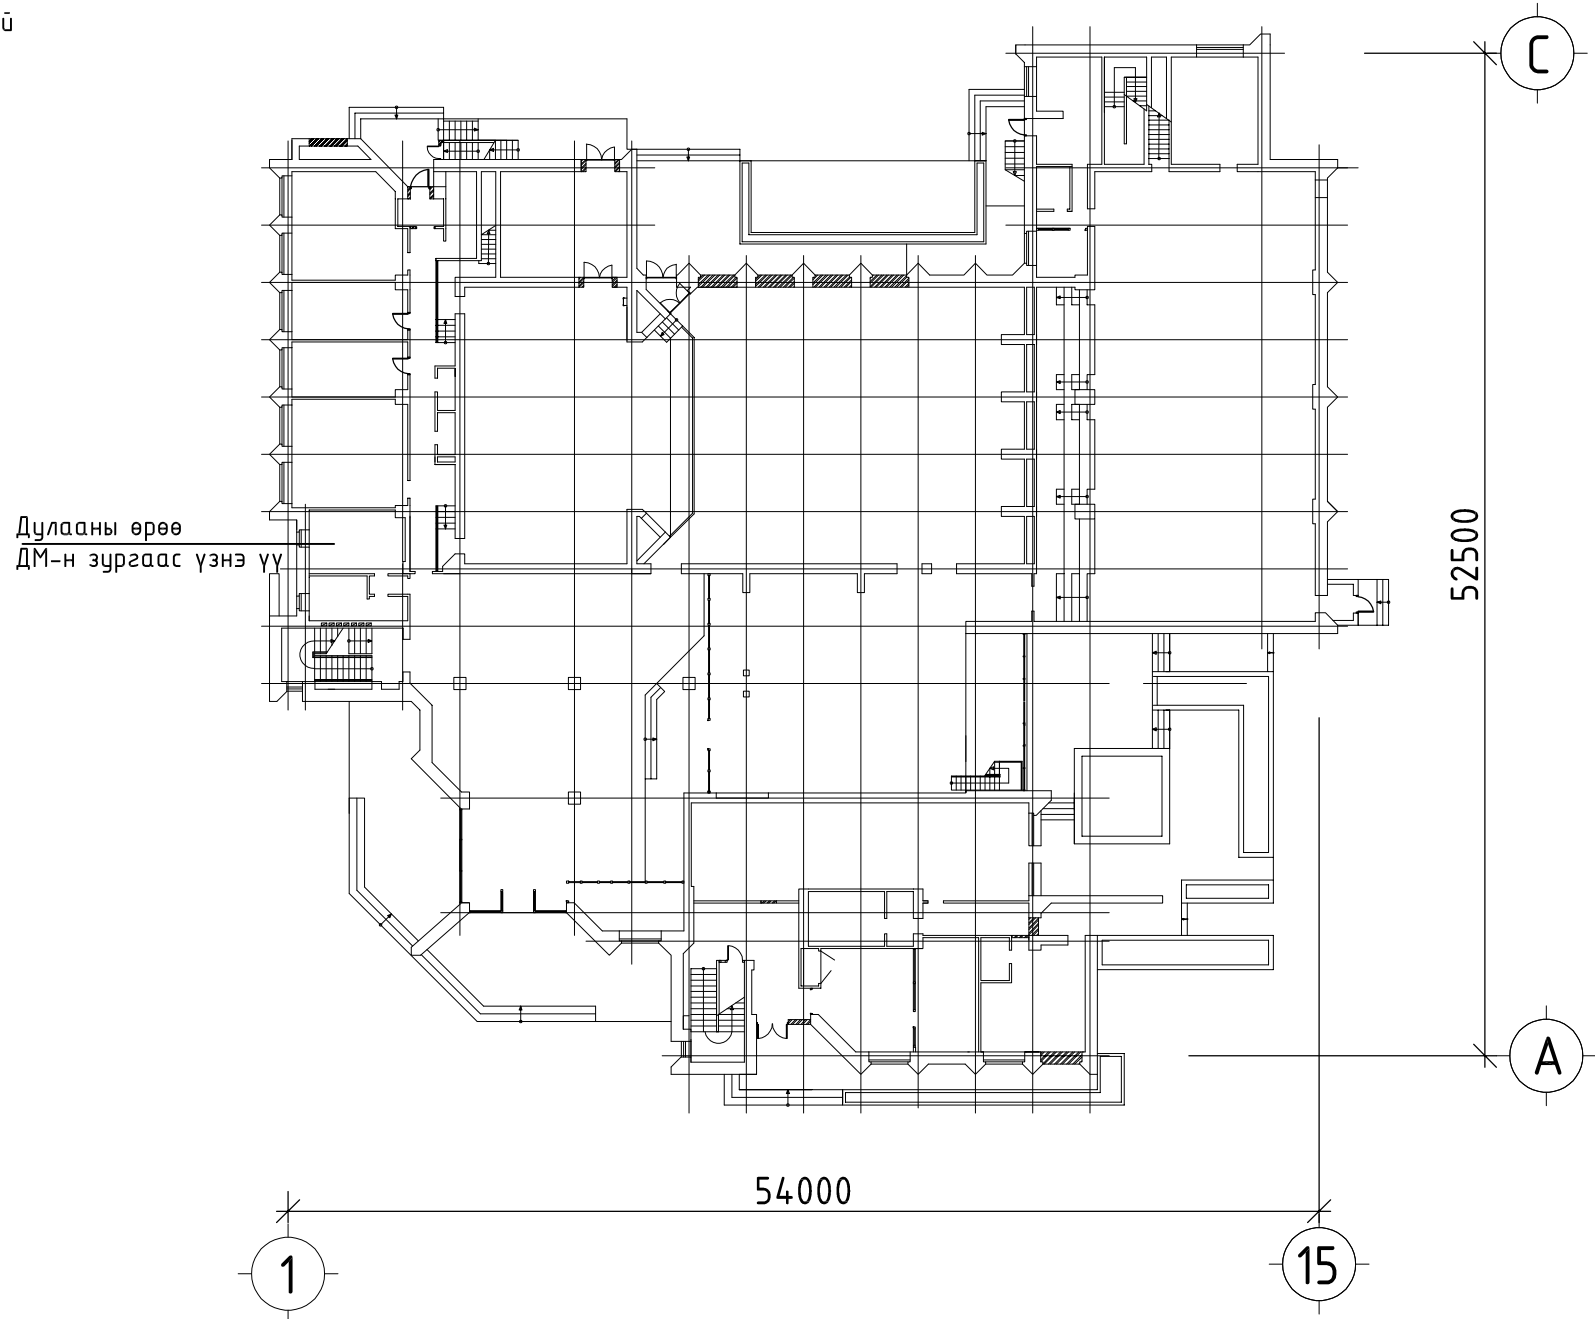 й
С
Дулааны өрөө
ДМ-н зургаас үзнэ үү
52500
А
54000
1
15